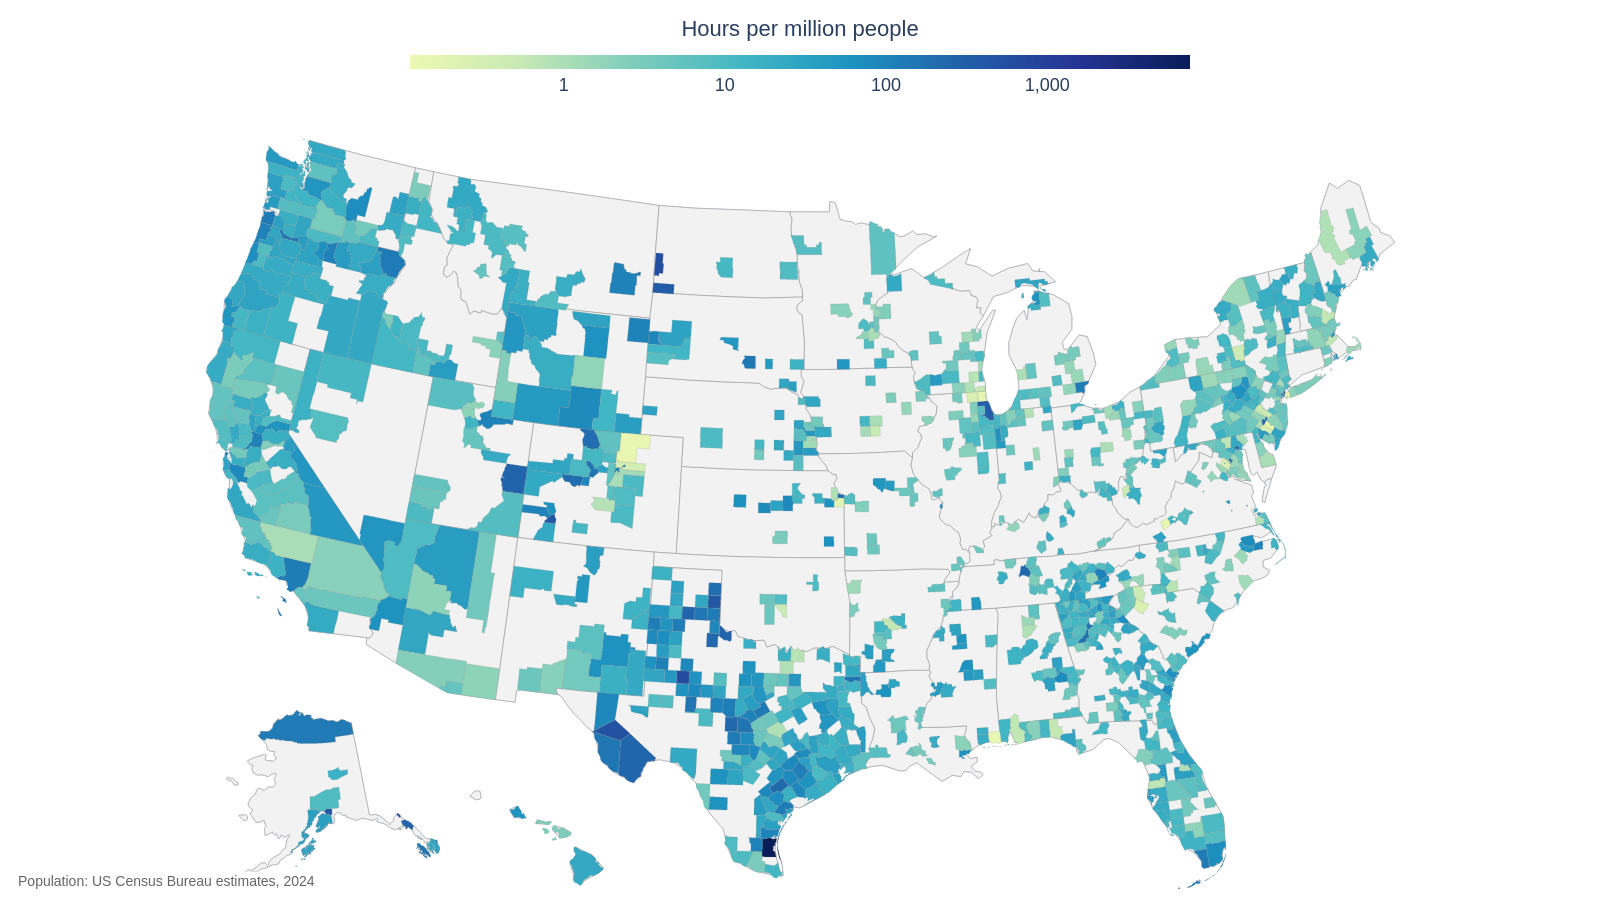 Hours per million people
1 10 100 1,000
Population: US Census Bureau estimates, 2024